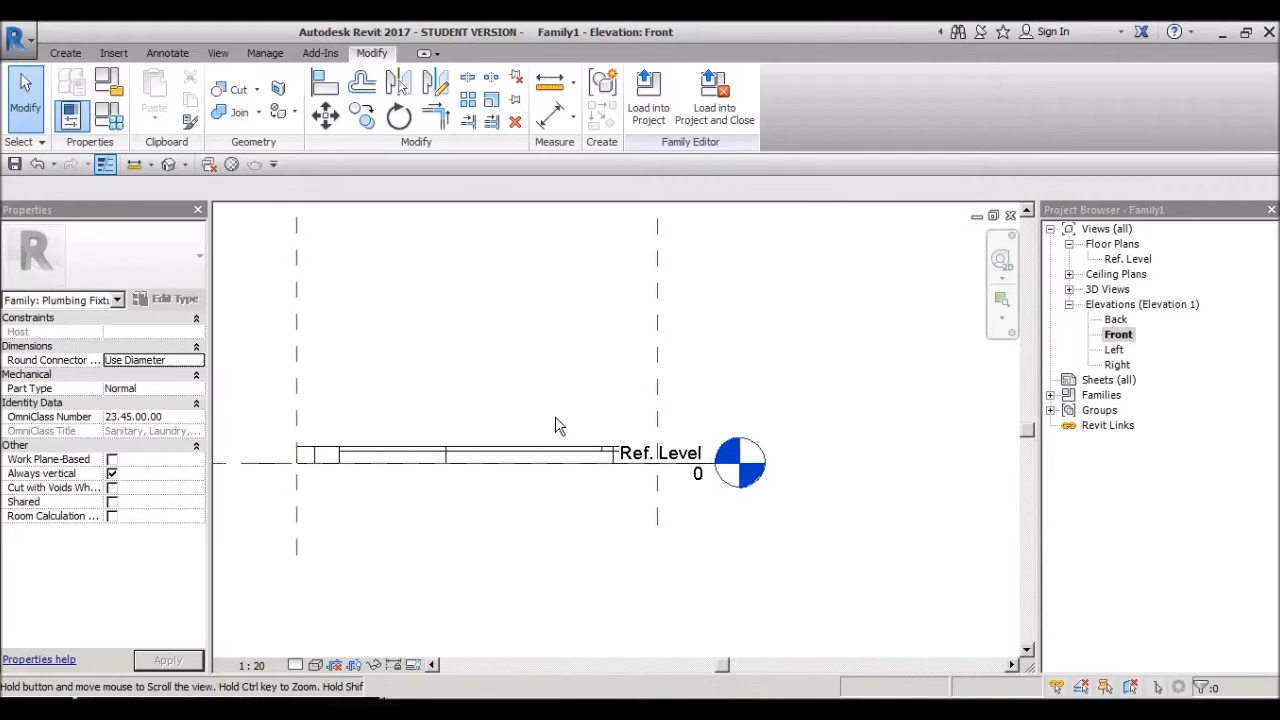 Autodesk Revit 2017 - STUDENT VERSION - Family1 - Elevation: Front
Sign In
Create Insert Annotate View Manage Add-Ins Modify
Modify
Paste
Cut
Join
Load into Project
Load into Project and Close
Select Properties Clipboard Geometry Modify Measure Create Family Editor
Properties
Family: Plumbing Fixtu
Edit Type
Constraints
Host
Dimensions
Round Connector ... Use Diameter
Mechanical
Part Type Normal
Identity Data
OmniClass Number 23.45.00.00
OmniClass Title Sanitary, Laundry,...
Other
Work Plane-Based
Always vertical
Cut with Voids Wh...
Shared
Room Calculation ...
Properties help
Apply
Ref. Level
0
2D
Project Browser - Family1
Views (all)
Floor Plans
Ref. Level
Ceiling Plans
3D Views
Elevations (Elevation 1)
Back
Front
Left
Right
Sheets (all)
Families
Groups
Revit Links
1 : 20
Hold button and move mouse to Scroll the view. Hold Ctrl key to Zoom. Hold Shif
:0